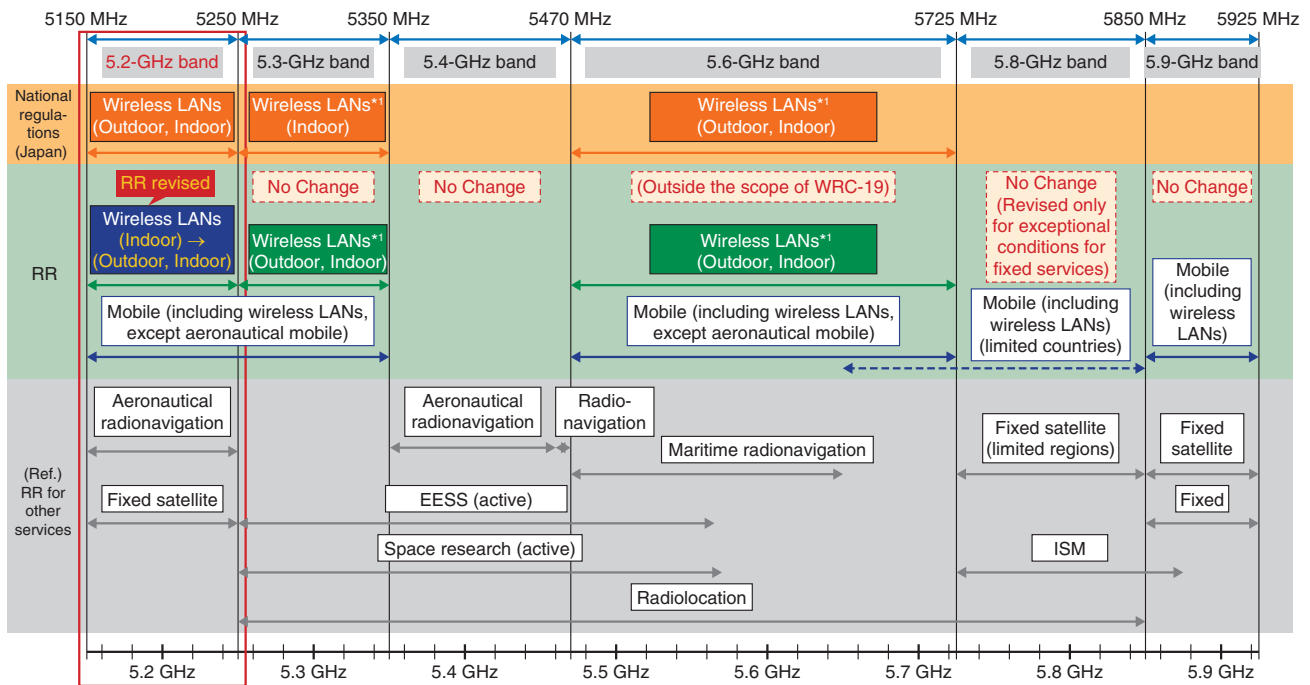 5150 MHz 5250 MHz 5350 MHz 5470 MHz 5725 MHz 5850 MHz 5925 MHz
5.2-GHz band 5.3-GHz band 5.4-GHz band 5.6-GHz band 5.8-GHz band 5.9-GHz band
National
regula-
tions
(Japan)
Wireless LANs
(Outdoor, Indoor)
Wireless LANs*1
(Indoor)
Wireless LANs*1
(Outdoor, Indoor)
RR
RR revised
Wireless LANs
(Indoor) →
(Outdoor, Indoor)
No Change
Wireless LANs*1
(Outdoor, Indoor)
No Change
(Outside the scope of WRC-19)
Wireless LANs*1
(Outdoor, Indoor)
No Change
(Revised only
for exceptional
conditions for
fixed services)
No Change
Mobile (including wireless LANs,
except aeronautical mobile)
Mobile (including wireless LANs,
except aeronautical mobile)
Mobile (including
wireless LANs)
(limited countries)
Mobile
(including
wireless
LANs)
(Ref.)
RR for
other
services
Aeronautical
radionavigation
Aeronautical
radionavigation
Radio-
navigation
Maritime radionavigation
Fixed satellite
(limited regions)
Fixed
satellite
Fixed satellite
EESS (active)
Fixed
Space research (active)
ISM
Radiolocation
5.2 GHz 5.3 GHz 5.4 GHz 5.5 GHz 5.6 GHz 5.7 GHz 5.8 GHz 5.9 GHz